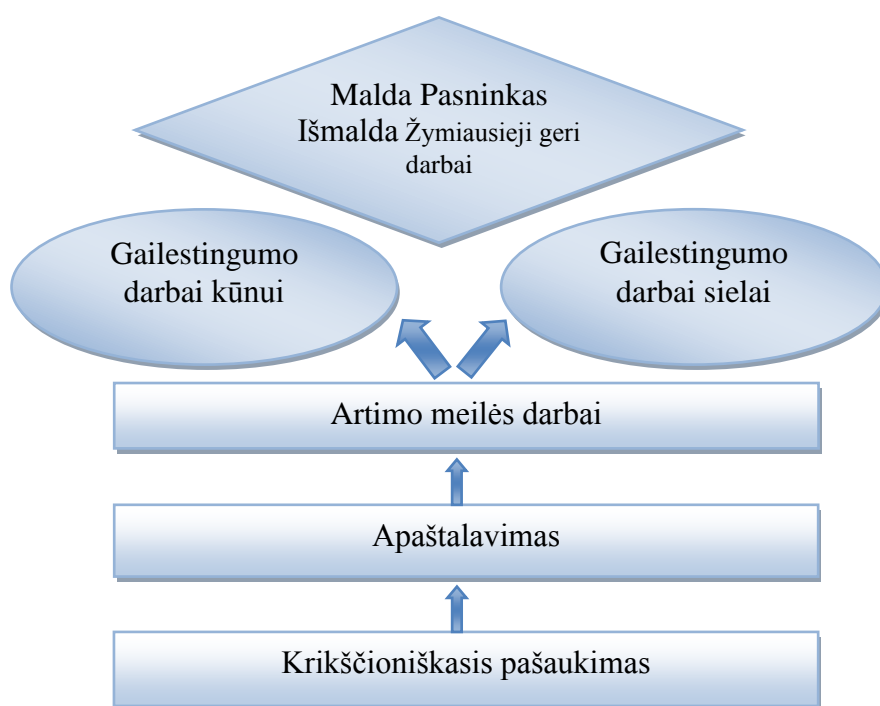 Malda Pasninkas
Išmalda Žymiausieji geri
darbai
Gailestingumo
darbai kūnui
Gailestingumo
darbai sielai
Artimo meilės darbai
Apaštalavimas
Krikščioniškasis pašaukimas